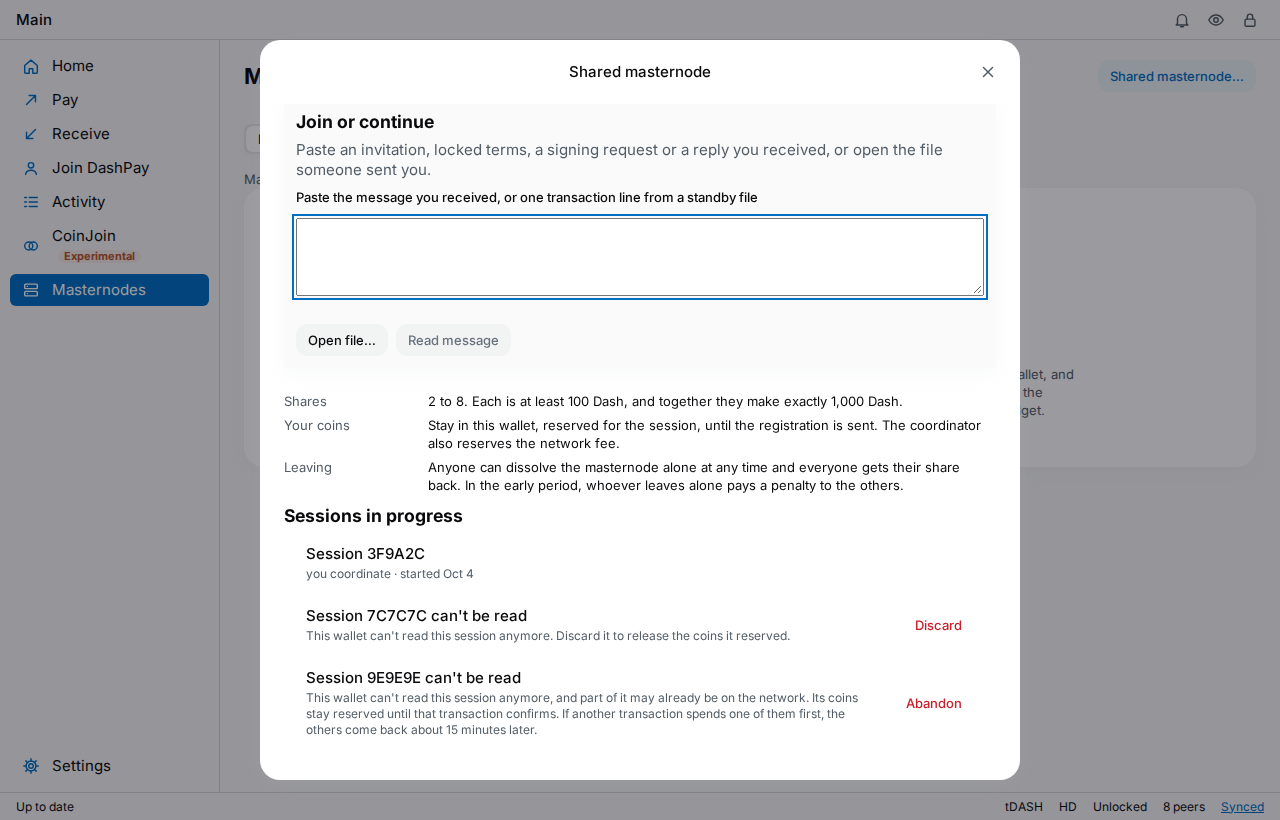 Main
Home
Pay
Receive
Join DashPay
Activity
CoinJoin
Experimental
Masternodes
Settings
Shared masternode...
Shared masternode
Join or continue
Paste an invitation, locked terms, a signing request or a reply you received, or open the file
someone sent you.
Paste the message you received, or one transaction line from a standby file
Open file...
Read message
Shares
2 to 8. Each is at least 100 Dash, and together they make exactly 1,000 Dash.
Your coins
Stay in this wallet, reserved for the session, until the registration is sent. The coordinator
also reserves the network fee.
Leaving
Anyone can dissolve the masternode alone at any time and everyone gets their share
back. In the early period, whoever leaves alone pays a penalty to the others.
Sessions in progress
Session 3F9A2C
you coordinate · started Oct 4
Session 7C7C7C can't be read
This wallet can't read this session anymore. Discard it to release the coins it reserved.
Discard
Session 9E9E9E can't be read
This wallet can't read this session anymore, and part of it may already be on the network. Its coins
stay reserved until that transaction confirms. If another transaction spends one of them first, the
others come back about 15 minutes later.
Abandon
and
the
Up to date
tDASH
HD
Unlocked
8 peers
Synced